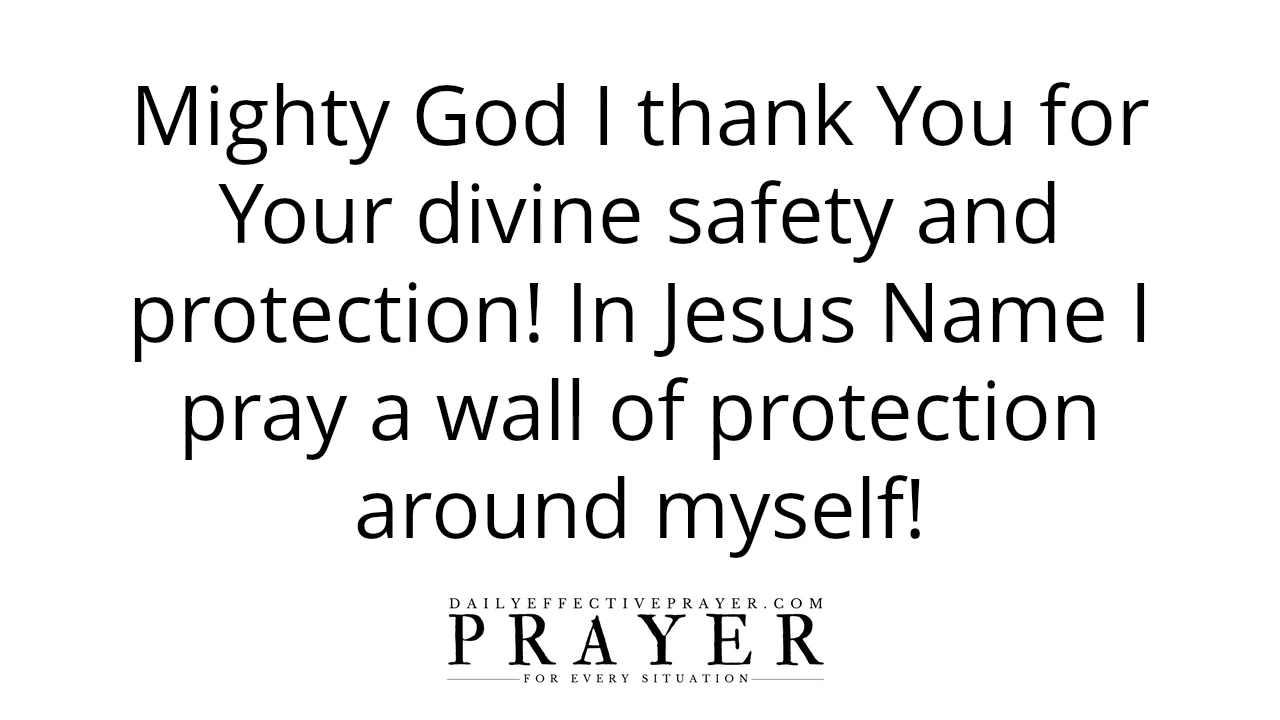 Mighty God I thank You for
Your divine safety and
protection! In Jesus Name I
pray a wall of protection
around myself!
DAILYEFFECTIVEPRAYER.COM
PRAYER
FOR EVERY SITUATION